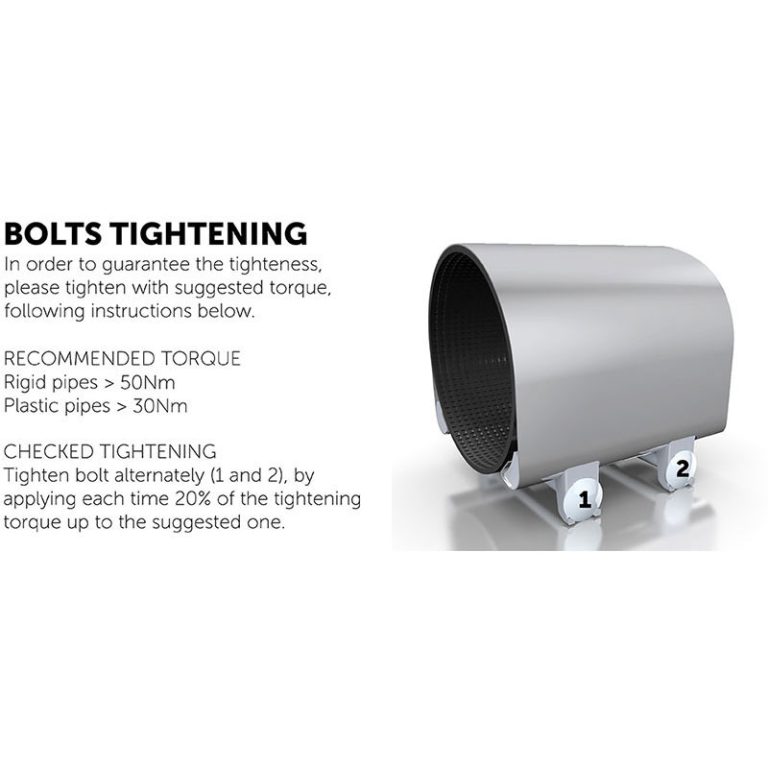 BOLTS TIGHTENING
In order to guarantee the tighteness,
please tighten with suggested torque,
following instructions below.
RECOMMENDED TORQUE
Rigid pipes > 50Nm
Plastic pipes > 30Nm
CHECKED TIGHTENING
Tighten bolt alternately (1 and 2), by
applying each time 20% of the tightening
torque up to the suggested one.
2
1